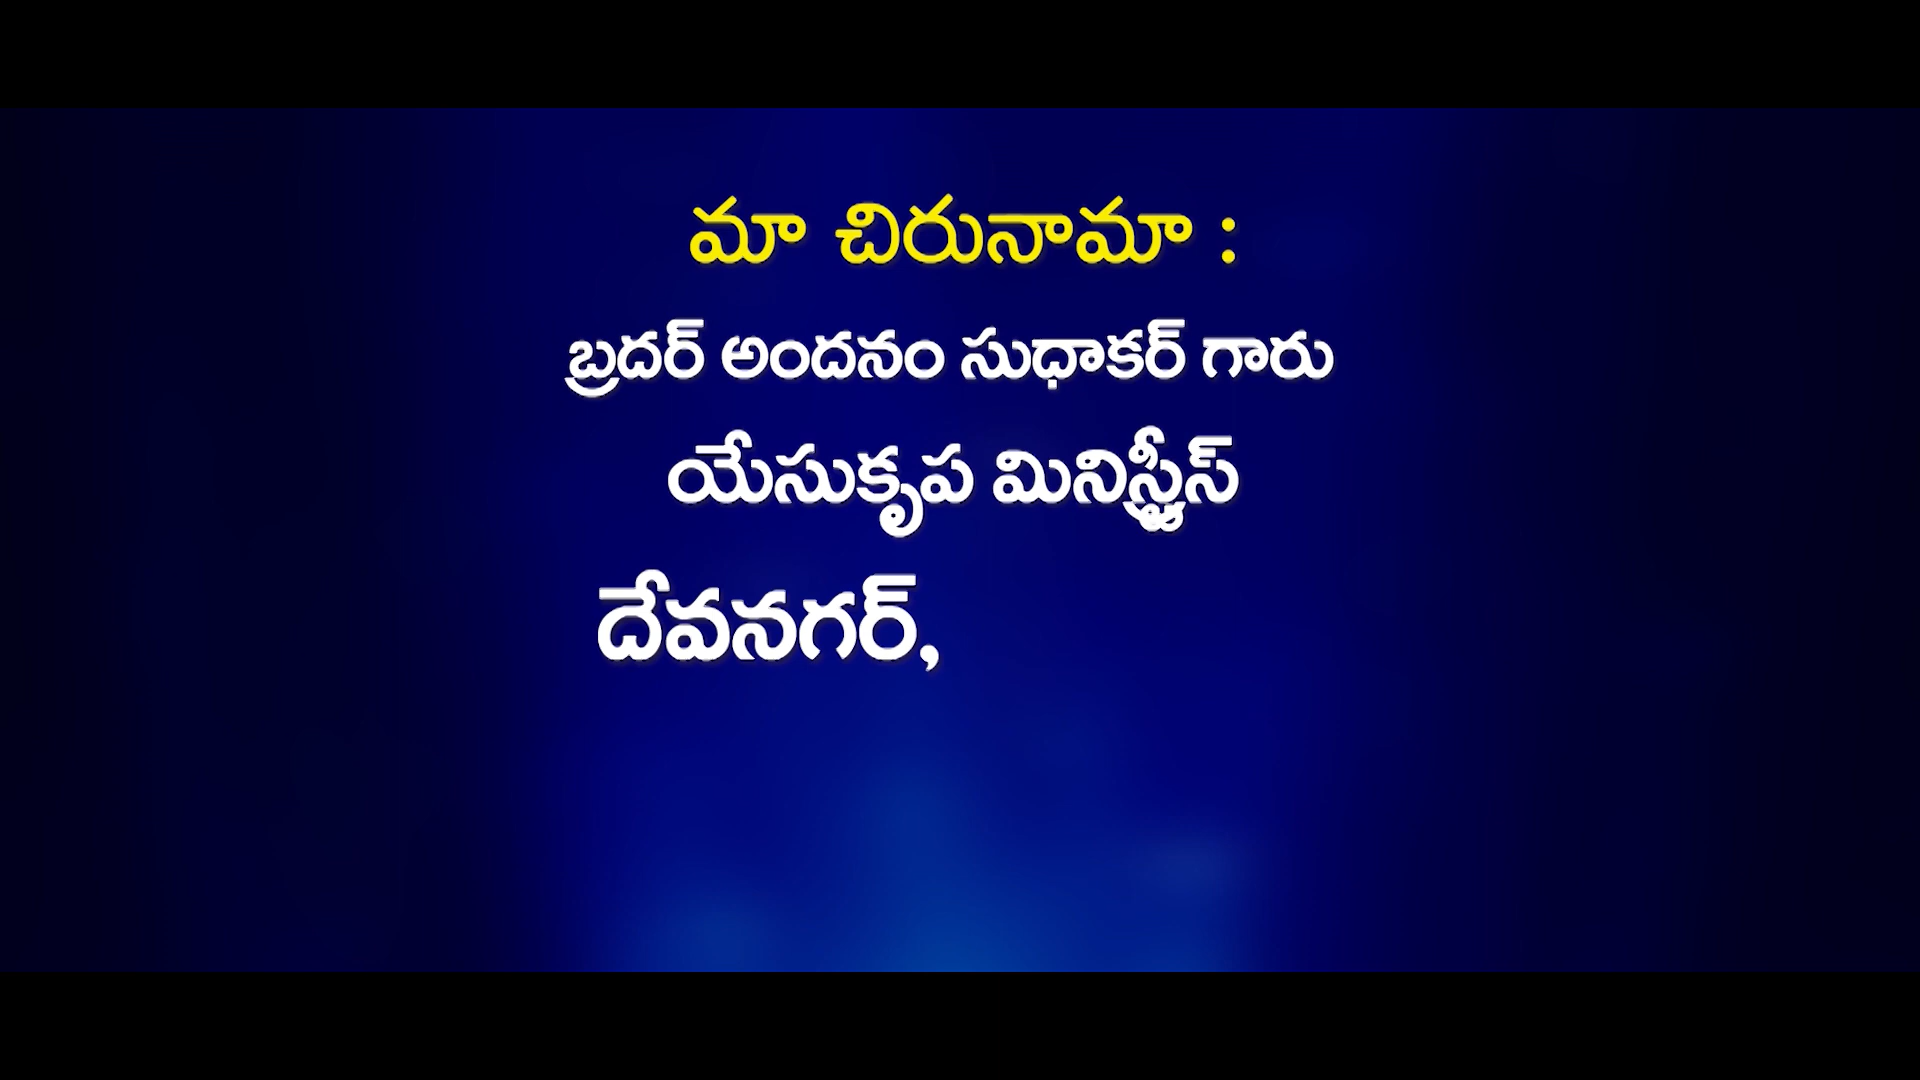 మా చిరునామా :
బ్రదర్ అందనం సుధాకర్ గారు
యేసుకృప మినిస్ట్రీస్
దేవనగర్,